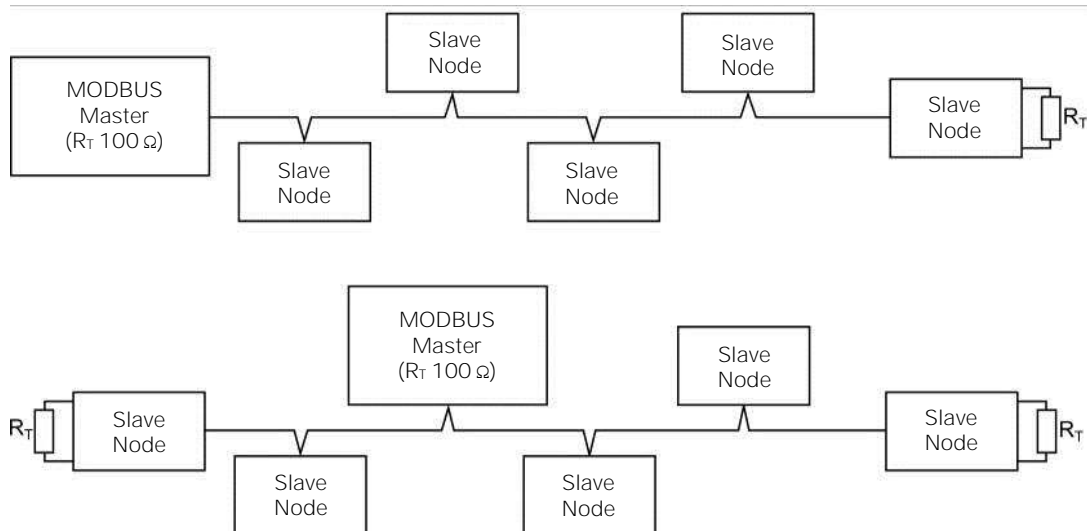 Slave
Node
Slave
Node
MODBUS
Master
(RT 100 Ω)
Slave
Node
RT
Slave
Node
Slave
Node
MODBUS
Master
(RT 100 Ω)
Slave
Node
RT
Slave
Node
Slave
Node
RT
Slave
Node
Slave
Node